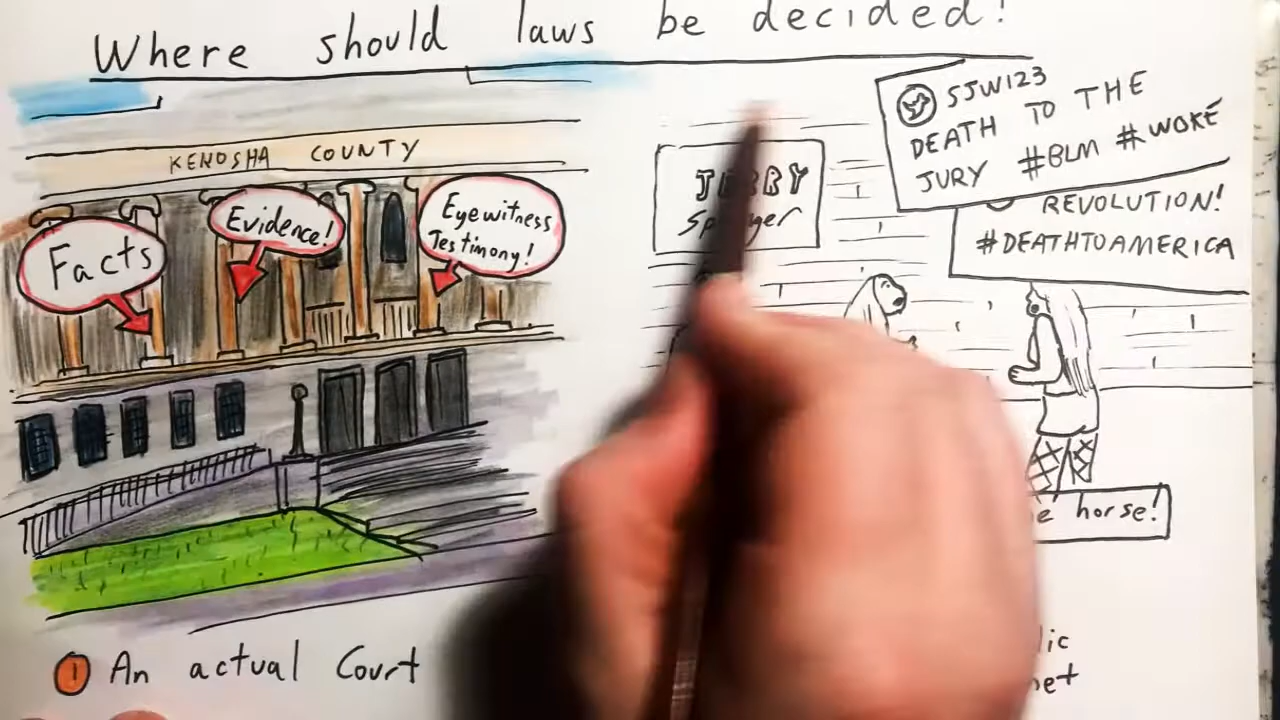 Where should laws be decided?
KENOSHA COUNTY
Facts
Evidence!
Eyewitness
Testimony!
SJW123
DEATH TO THE
JURY #BLM #WOKE
REVOLUTION!
#DEATHTOAMERICA
horse!
1 An actual Court